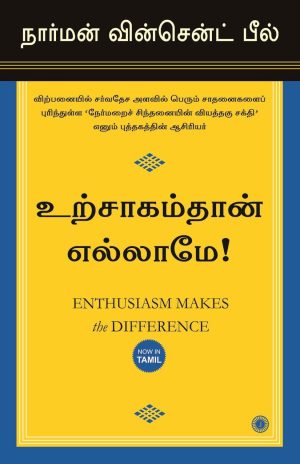 நார்மன் வின்சென்ட் பீல்
விற்பனையில் சர்வதேச அளவில் பெரும் சாதனைகளைப்
புரிந்துள்ள ‘நேர்மறைச் சிந்தனையின் வியத்தகு சக்தி’
எனும் புத்தகத்தின் ஆசிரியர்
உற்சாகம்தான்
எல்லாமே!
ENTHUSIASM MAKES
the DIFFERENCE
NOW IN
TAMIL